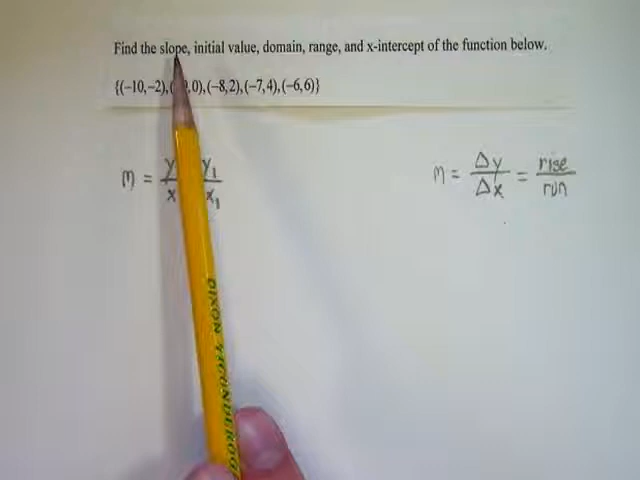 Find the slope, initial value, domain, range, and x-intercept of the function below.
{(−10,−2),( ,0),(−8,2),(−7,4),(−6,6)}
m = y y₁ / x x₁
m = Δy / Δx = rise / run
DIXON TICONDEROG